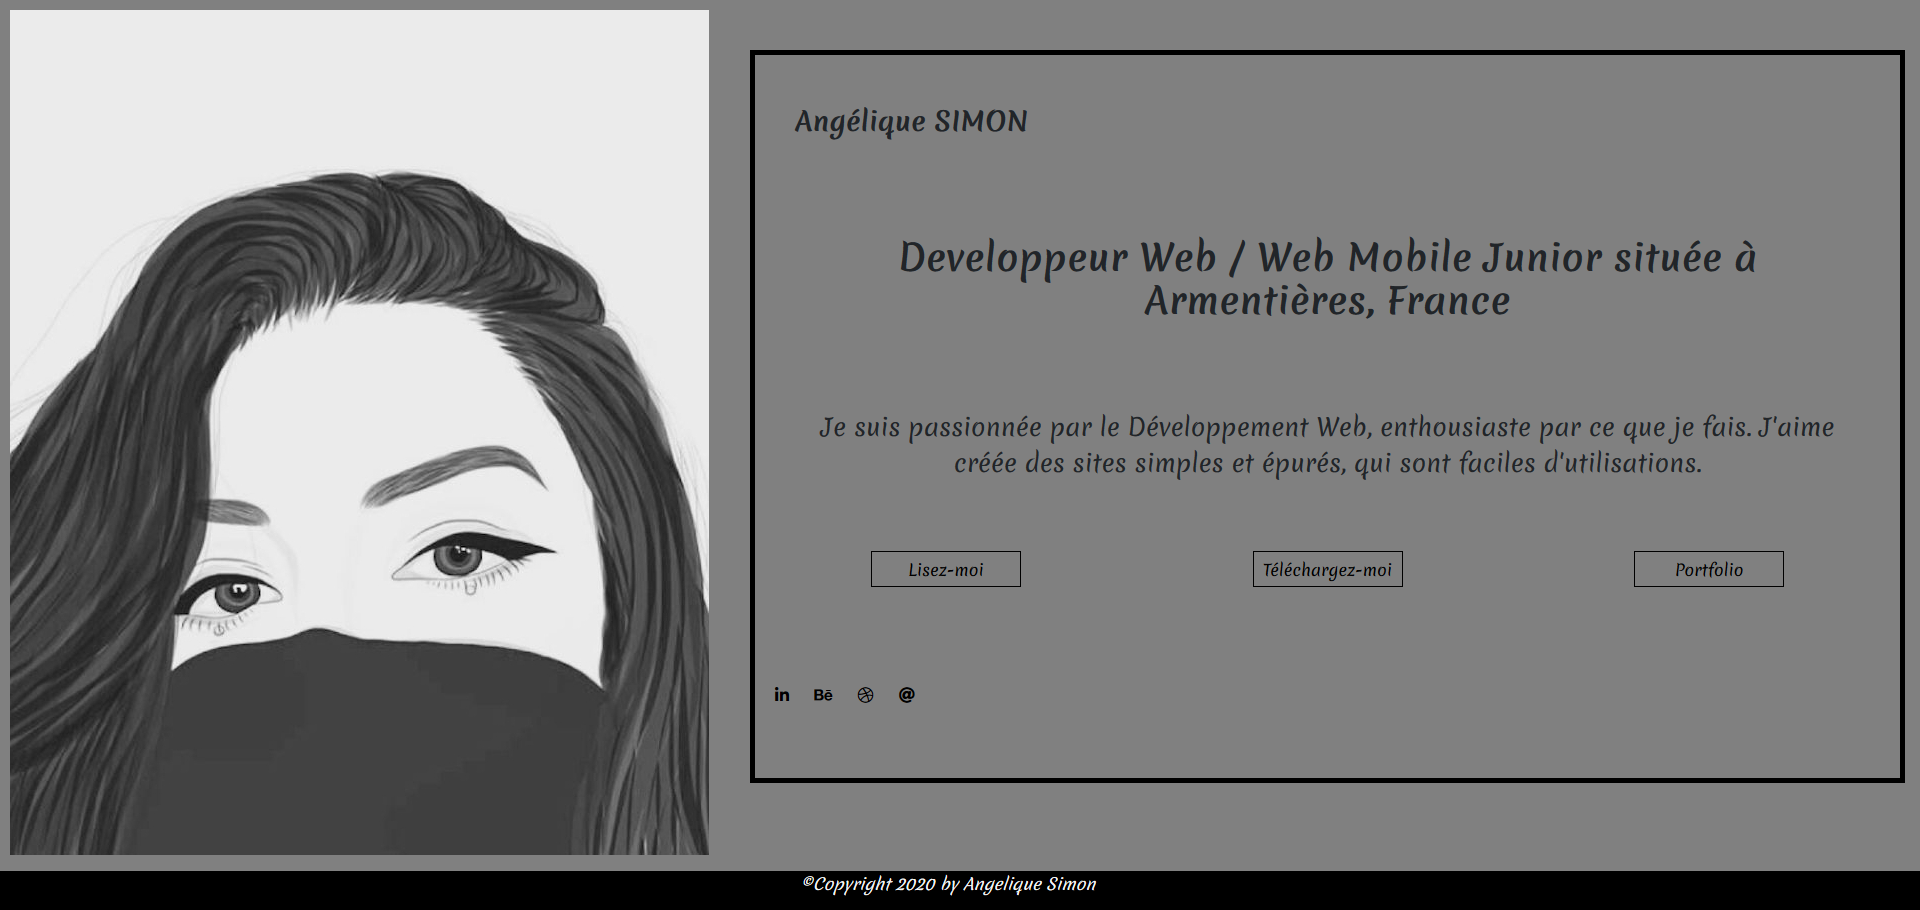 Angélique SIMON
Developpeur Web / Web Mobile Junior située à
Armentières, France
Je suis passionnée par le Développement Web, enthousiaste par ce que je fais. J'aime
créée des sites simples et épurés, qui sont faciles d'utilisations.
Lisez-moi
Téléchargez-moi
Portfolio
in Bē @
©Copyright 2020 by Angelique Simon